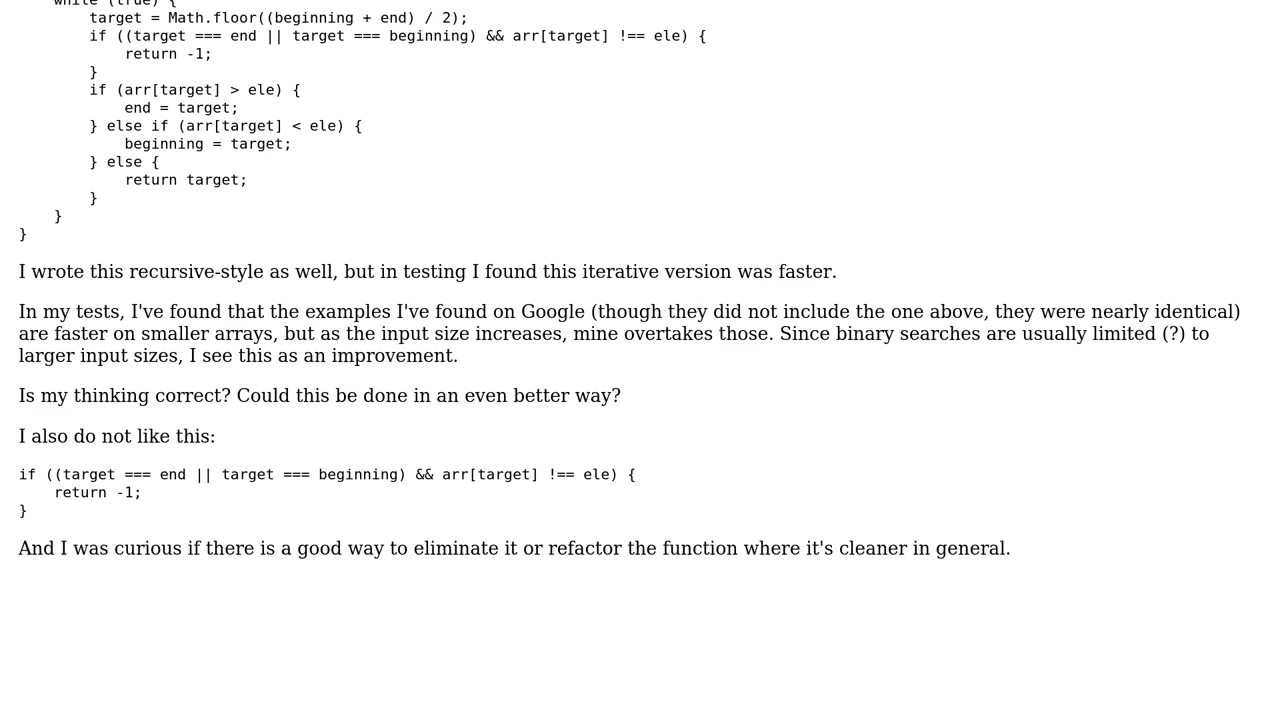 while (true) {
        target = Math.floor((beginning + end) / 2);
        if ((target === end || target === beginning) && arr[target] !== ele) {
            return -1;
        }
        if (arr[target] > ele) {
            end = target;
        } else if (arr[target] < ele) {
            beginning = target;
        } else {
            return target;
        }
    }
}
I wrote this recursive-style as well, but in testing I found this iterative version was faster.
In my tests, I've found that the examples I've found on Google (though they did not include the one above, they were nearly identical)
are faster on smaller arrays, but as the input size increases, mine overtakes those. Since binary searches are usually limited (?) to
larger input sizes, I see this as an improvement.
Is my thinking correct? Could this be done in an even better way?
I also do not like this:
if ((target === end || target === beginning) && arr[target] !== ele) {
    return -1;
}
And I was curious if there is a good way to eliminate it or refactor the function where it's cleaner in general.